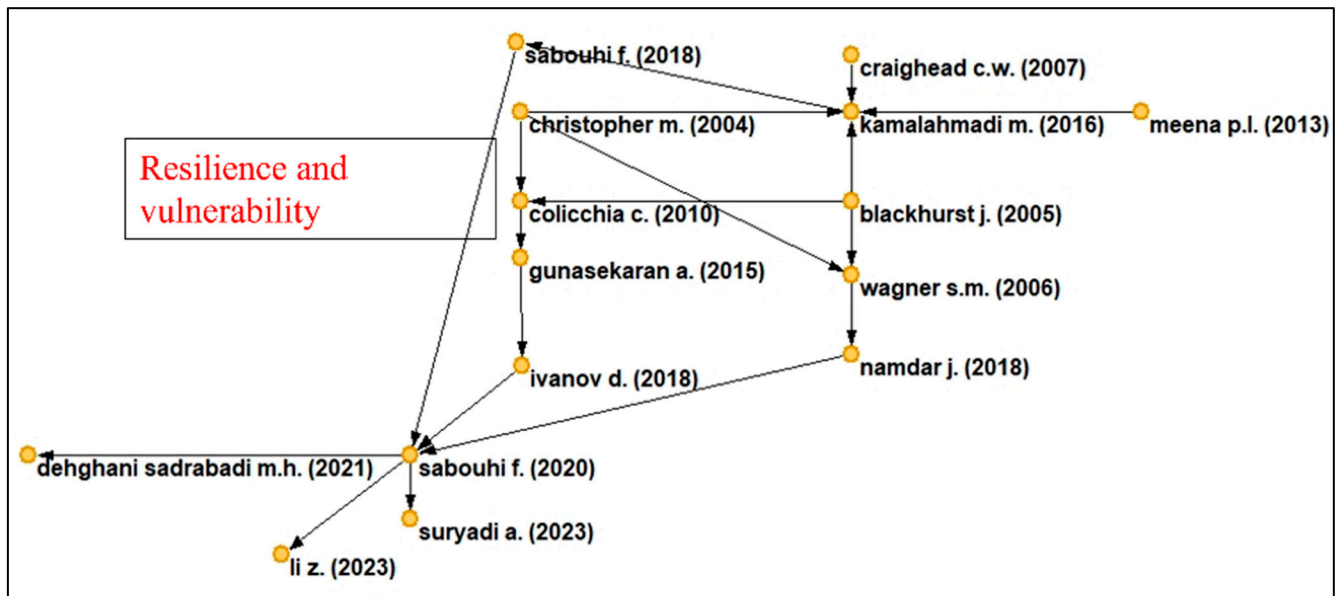 sabouhi f. (2018)
craighead c.w. (2007)
christopher m. (2004)
kamalahmadi m. (2016)
meena p.l. (2013)
Resilience and
vulnerability
colicchia c. (2010)
blackhurst j. (2005)
gunasekaran a. (2015)
wagner s.m. (2006)
ivanov d. (2018)
namdar j. (2018)
dehghani sadrabadi m.h. (2021)
sabouhi f. (2020)
suryadi a. (2023)
li z. (2023)